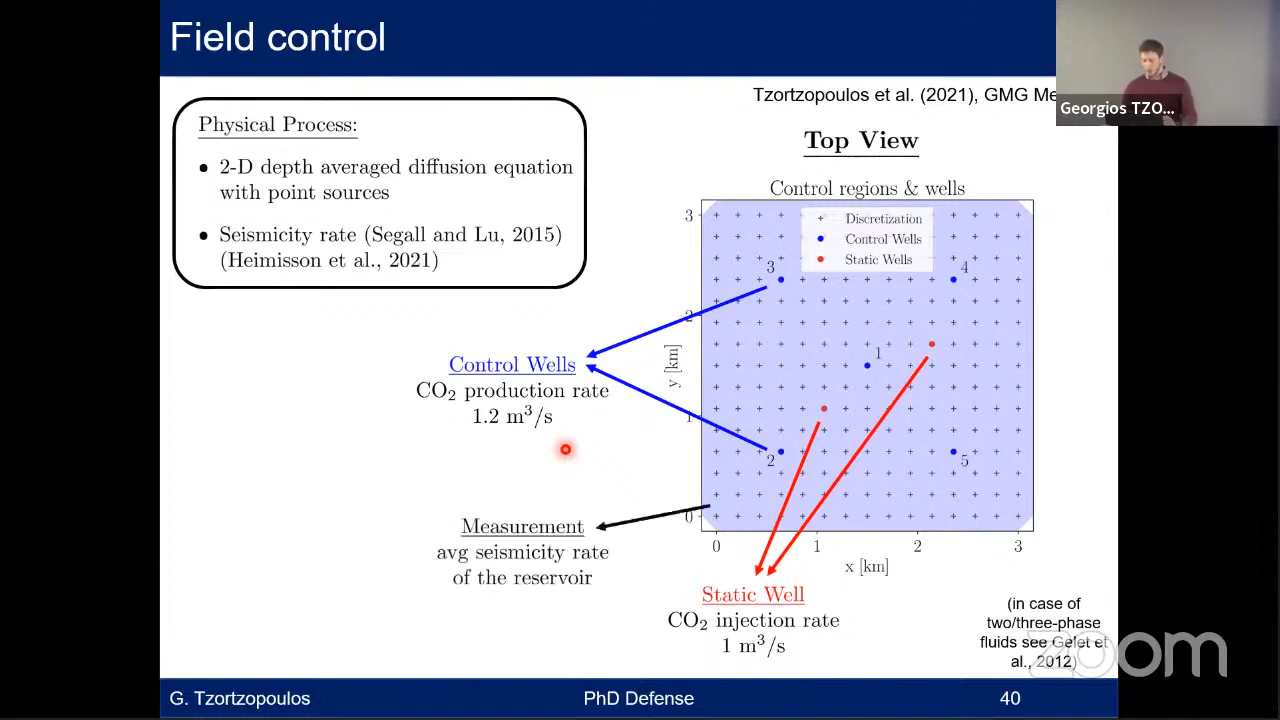 Field control
Tzortzopoulos et al. (2021), GMG Me
Georgios TZO...
Physical Process:
• 2-D depth averaged diffusion equation
with point sources
• Seismicity rate (Segall and Lu, 2015)
(Heimisson et al., 2021)
Top View
Control regions & wells
3
2
1
0
y [km]
+ Discretization
• Control Wells
• Static Wells
3
4
1
2
5
0 1 2 3
x [km]
Control Wells
CO₂ production rate
1.2 m³/s
Measurement
avg seismicity rate
of the reservoir
Static Well
CO₂ injection rate
1 m³/s
(in case of
two/three-phase
fluids see Gelet et
al., 2012)
zoom
G. Tzortzopoulos
PhD Defense
40